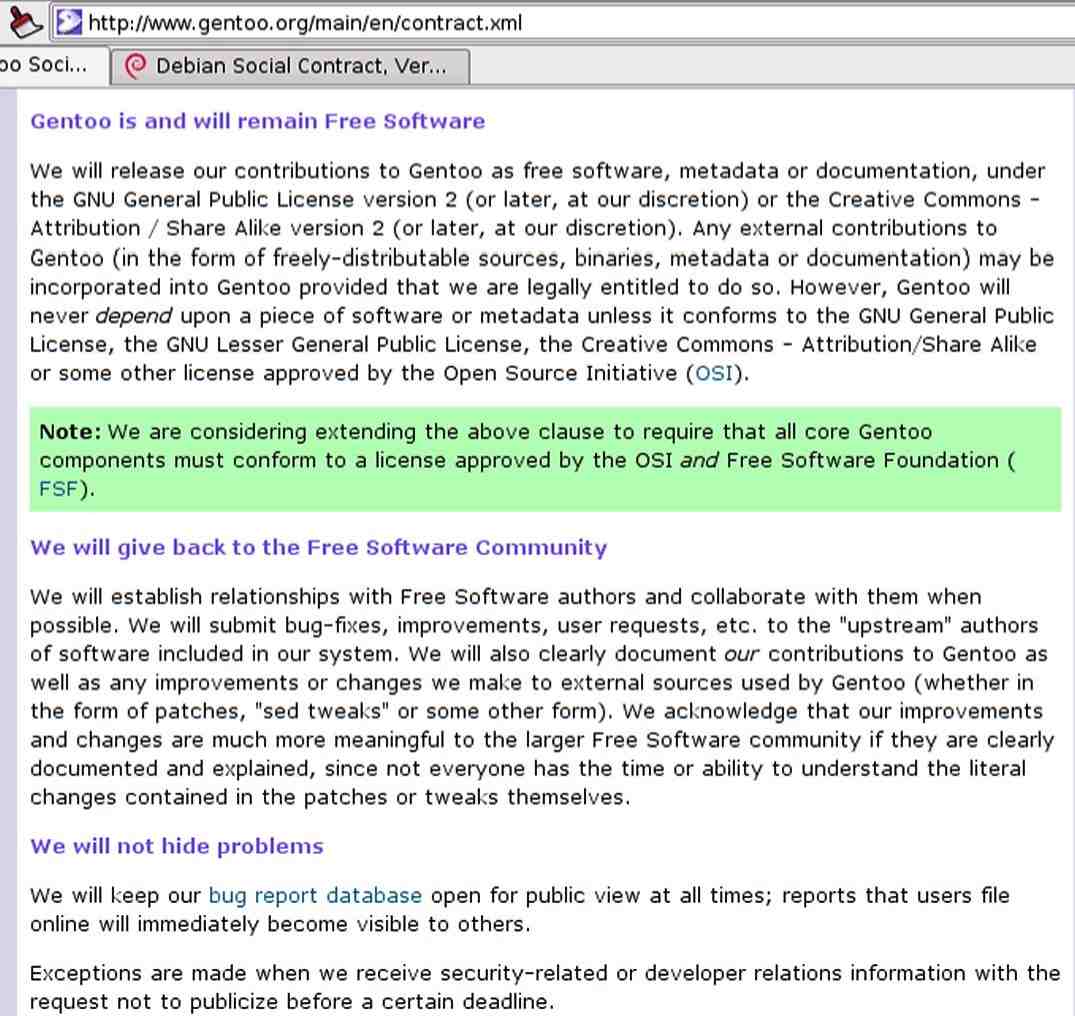 http://www.gentoo.org/main/en/contract.xml
oo Soci...
Debian Social Contract, Ver...
Gentoo is and will remain Free Software
We will release our contributions to Gentoo as free software, metadata or documentation, under
the GNU General Public License version 2 (or later, at our discretion) or the Creative Commons -
Attribution / Share Alike version 2 (or later, at our discretion). Any external contributions to
Gentoo (in the form of freely-distributable sources, binaries, metadata or documentation) may be
incorporated into Gentoo provided that we are legally entitled to do so. However, Gentoo will
never depend upon a piece of software or metadata unless it conforms to the GNU General Public
License, the GNU Lesser General Public License, the Creative Commons - Attribution/Share Alike
or some other license approved by the Open Source Initiative (OSI).
Note: We are considering extending the above clause to require that all core Gentoo
components must conform to a license approved by the OSI and Free Software Foundation (
FSF).
We will give back to the Free Software Community
We will establish relationships with Free Software authors and collaborate with them when
possible. We will submit bug-fixes, improvements, user requests, etc. to the "upstream" authors
of software included in our system. We will also clearly document our contributions to Gentoo as
well as any improvements or changes we make to external sources used by Gentoo (whether in
the form of patches, "sed tweaks" or some other form). We acknowledge that our improvements
and changes are much more meaningful to the larger Free Software community if they are clearly
documented and explained, since not everyone has the time or ability to understand the literal
changes contained in the patches or tweaks themselves.
We will not hide problems
We will keep our bug report database open for public view at all times; reports that users file
online will immediately become visible to others.
Exceptions are made when we receive security-related or developer relations information with the
request not to publicize before a certain deadline.